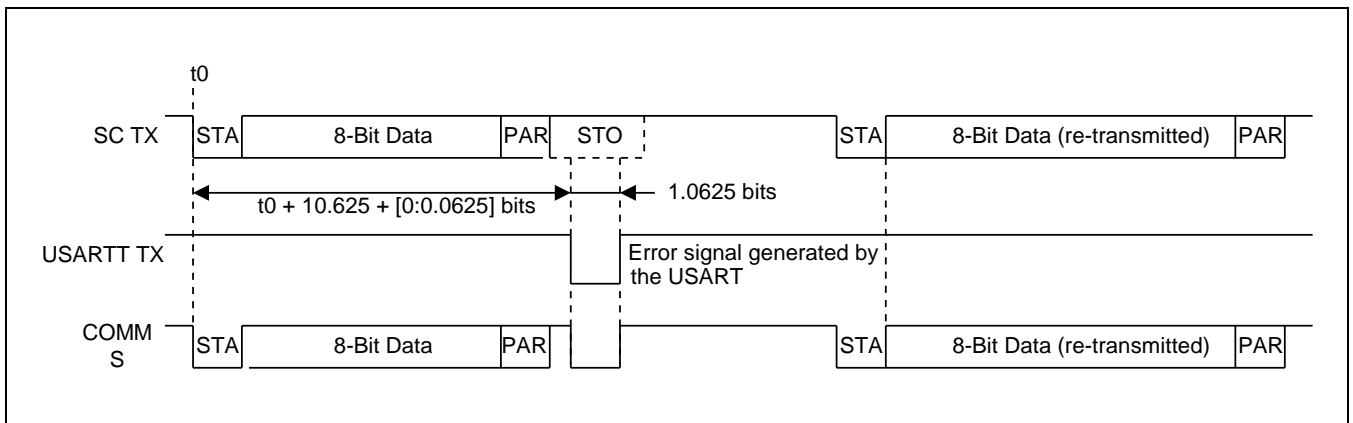 t0
SC TX STA 8-Bit Data PAR STO STA 8-Bit Data (re-transmitted) PAR
t0 + 10.625 + [0:0.0625] bits
1.0625 bits
USARTT TX
Error signal generated by
the USART
COMM
S
STA 8-Bit Data PAR STA 8-Bit Data (re-transmitted) PAR